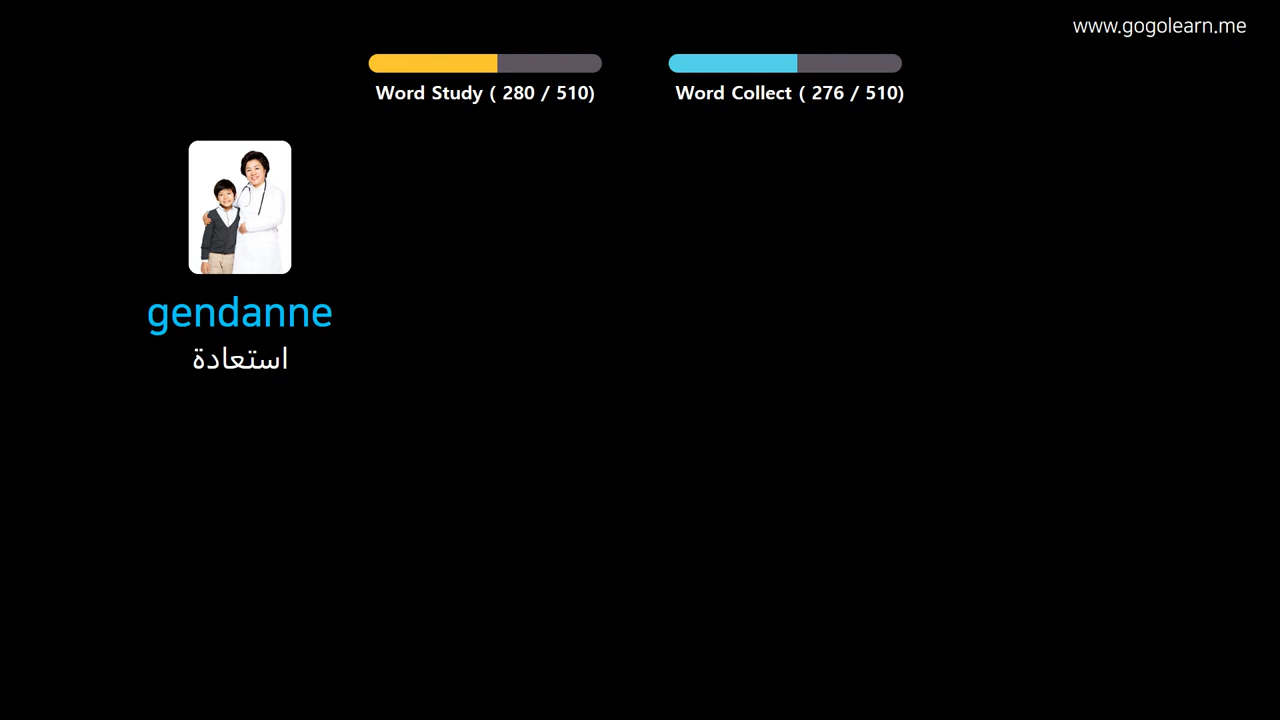 www.gogolearn.me
Word Study ( 280 / 510)
Word Collect ( 276 / 510)
gendanne
استعادة